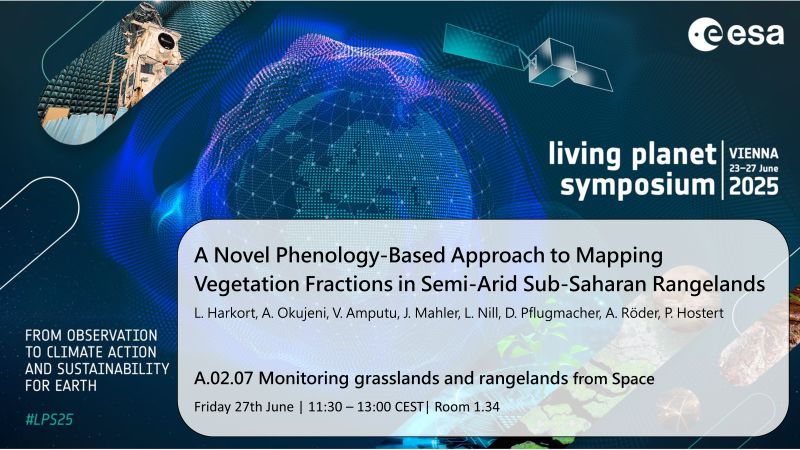 esa
living planet
symposium
VIENNA
23–27 June
2025
A Novel Phenology-Based Approach to Mapping
Vegetation Fractions in Semi-Arid Sub-Saharan Rangelands
L. Harkort, A. Okujeni, V. Amputu, J. Mahler, L. Nill, D. Pflugmacher, A. Röder, P. Hostert
FROM OBSERVATION
TO CLIMATE ACTION
AND SUSTAINABILITY
FOR EARTH
#LPS25
A.02.07 Monitoring grasslands and rangelands from Space
Friday 27th June | 11:30 – 13:00 CEST| Room 1.34